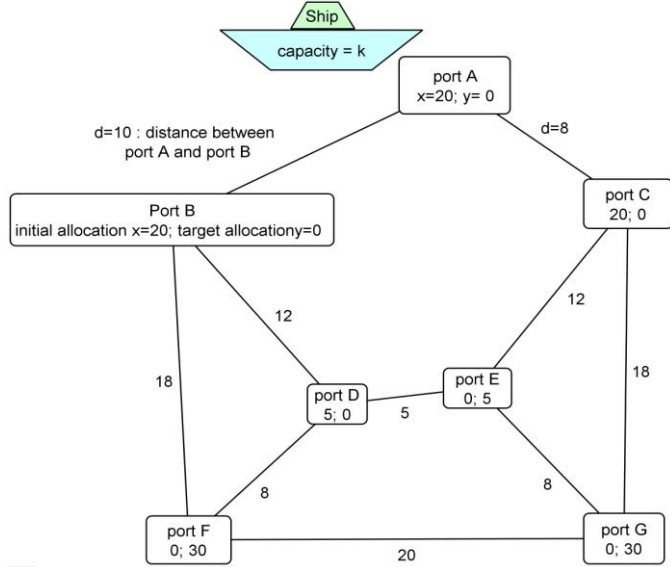 Ship
capacity = k
port A
x=20; y= 0
d=10 : distance between
port A and port B
d=8
Port B
initial allocation x=20; target allocationy=0
port C
20; 0
12
12
18
18
port D
5; 0
5
port E
0; 5
8
8
port F
0; 30
20
port G
0; 30